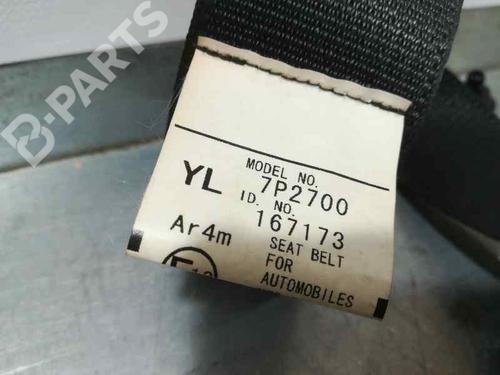 B-PARTS
MODEL NO.
YL 7P2700
ID. NO.
167173
Ar4m SEAT BELT
FOR
AUTOMOBILES